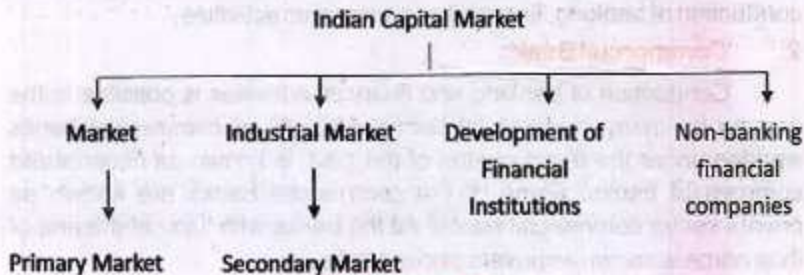 Indian Capital Market
Market
Industrial Market
Development of
Financial
Institutions
Non-banking
financial
companies
Primary Market
Secondary Market